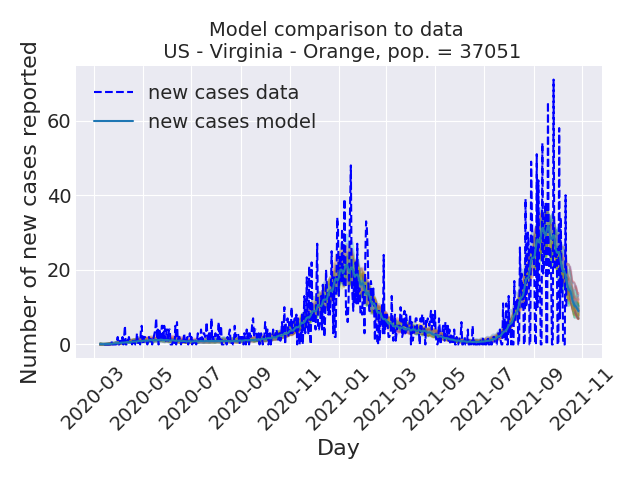 Model comparison to data
US - Virginia - Orange, pop. = 37051
new cases data
new cases model
Number of new cases reported
60
40
20
0
2020-03
2020-05
2020-07
2020-09
2020-11
2021-01
2021-03
2021-05
2021-07
2021-09
2021-11
Day